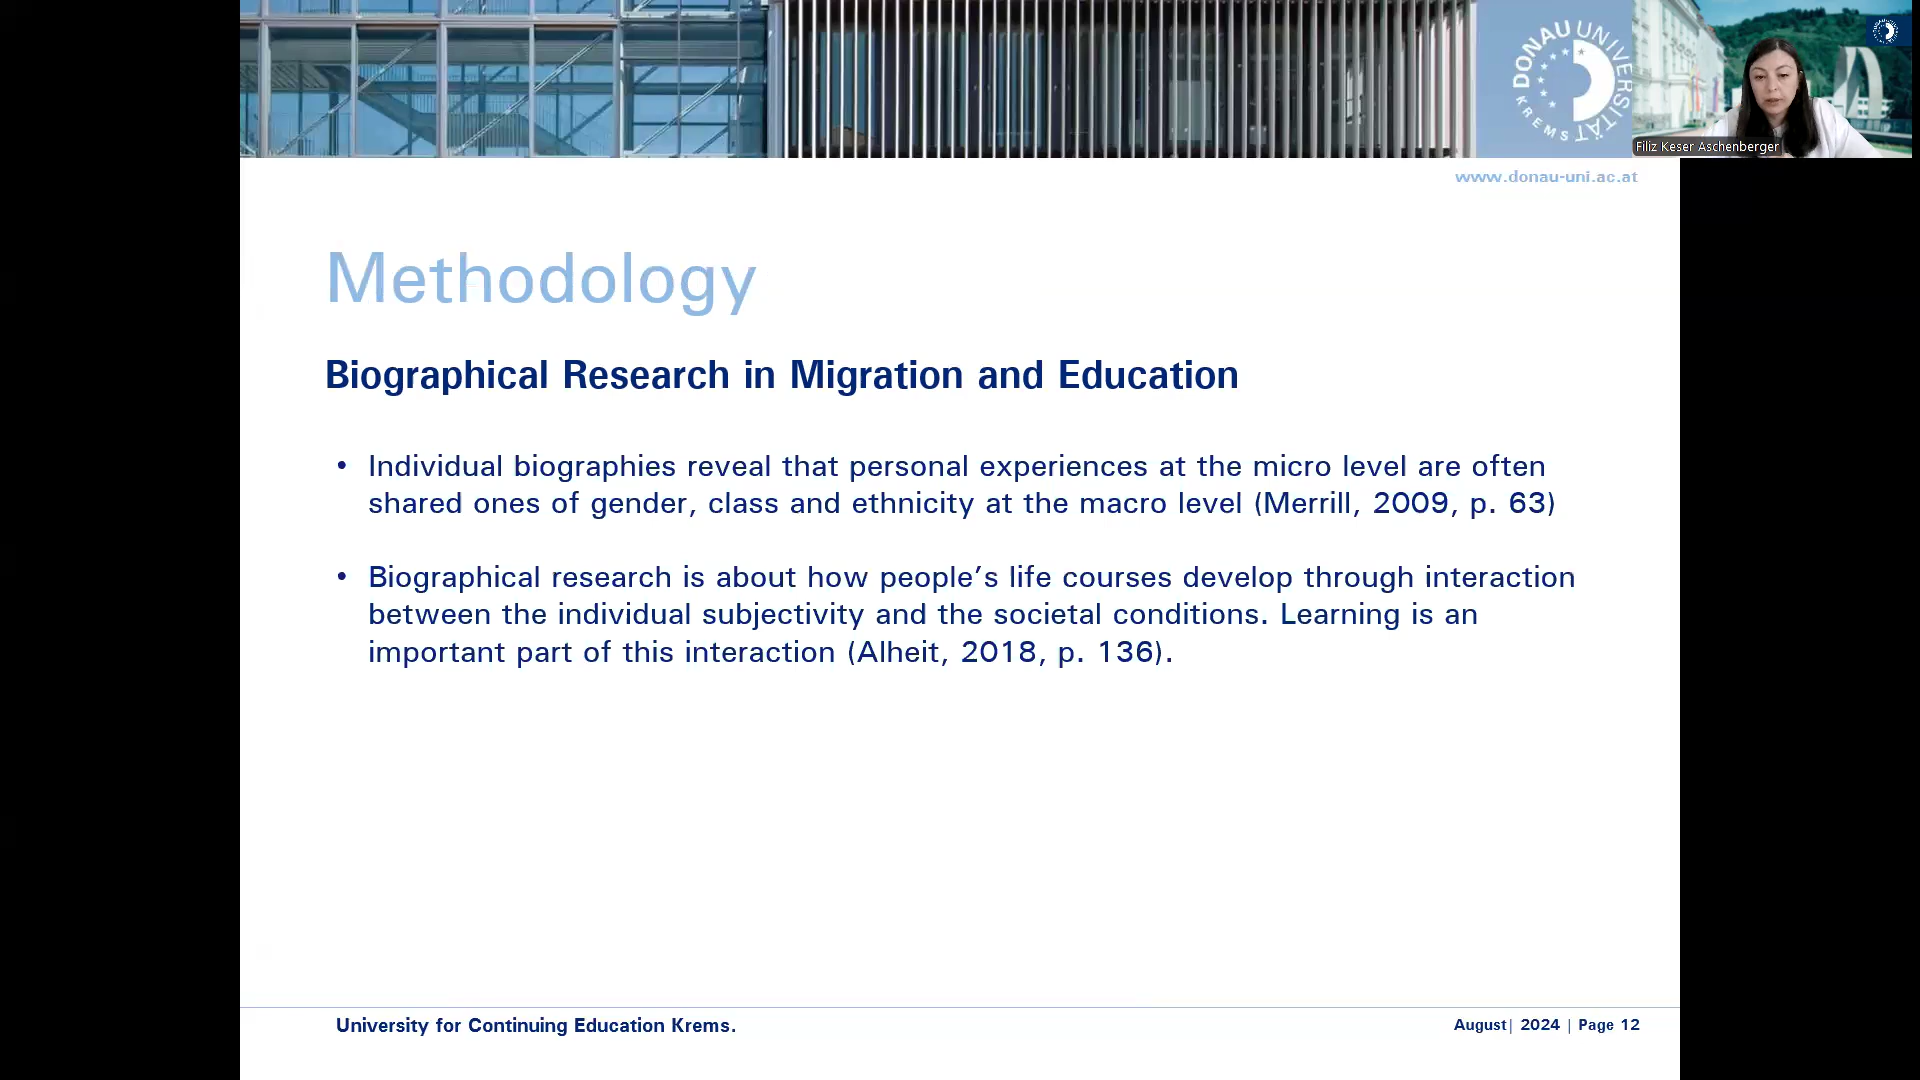 DONAU UNIVERSITÄT KREMS
Filiz Keser Aschenberger
www.donau-uni.ac.at
Methodology
Biographical Research in Migration and Education
• Individual biographies reveal that personal experiences at the micro level are often
shared ones of gender, class and ethnicity at the macro level (Merrill, 2009, p. 63)
• Biographical research is about how people’s life courses develop through interaction
between the individual subjectivity and the societal conditions. Learning is an
important part of this interaction (Alheit, 2018, p. 136).
University for Continuing Education Krems.
August| 2024 | Page 12